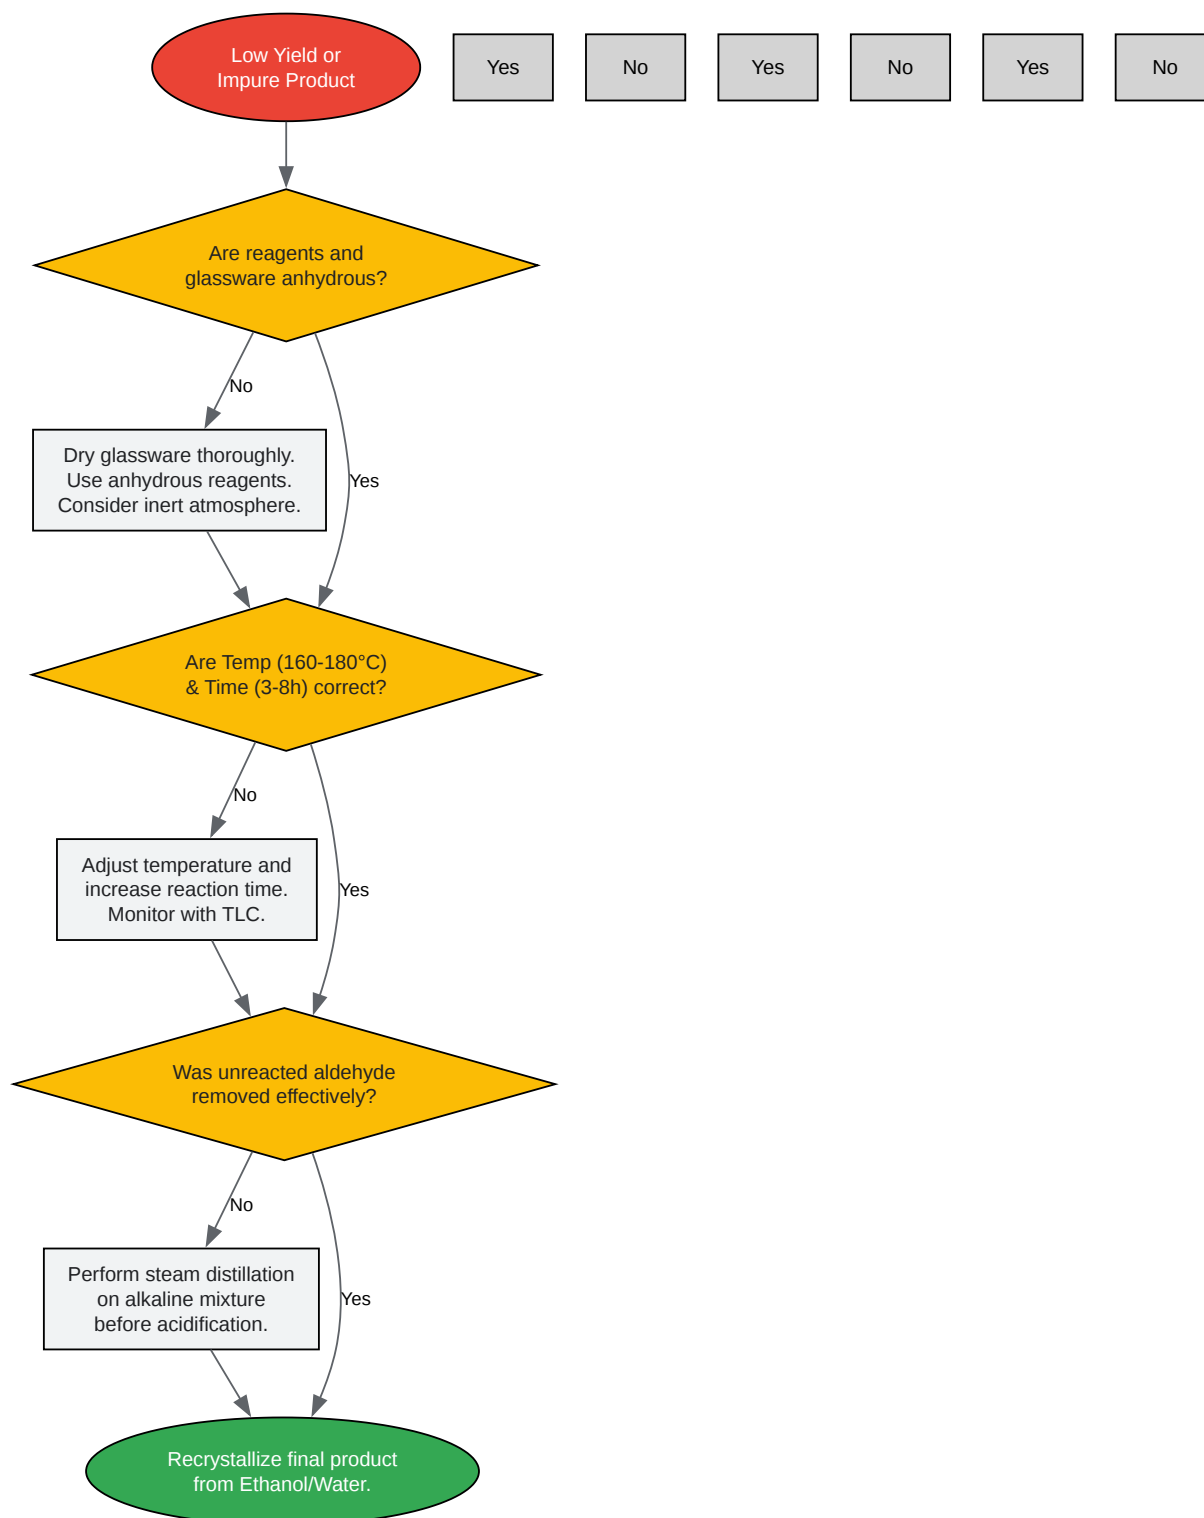 Low Yield or
Impure Product
Yes
No
Yes
No
Yes
No
Are reagents and
glassware anhydrous?
No
Dry glassware thoroughly.
Use anhydrous reagents.
Consider inert atmosphere.
Yes
Are Temp (160-180°C)
& Time (3-8h) correct?
No
Adjust temperature and
increase reaction time.
Monitor with TLC.
Yes
Was unreacted aldehyde
removed effectively?
No
Perform steam distillation
on alkaline mixture
before acidification.
Yes
Recrystallize final product
from Ethanol/Water.